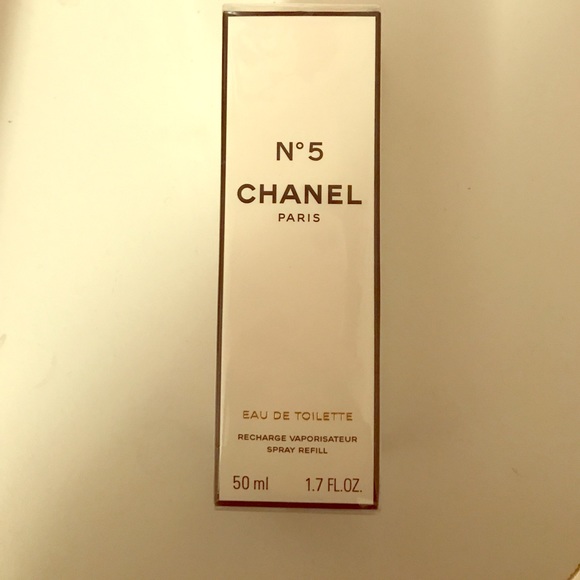 N°5
CHANEL
PARIS
EAU DE TOILETTE
RECHARGE VAPORISATEUR
SPRAY REFILL
50 ml 1.7 FL.OZ.